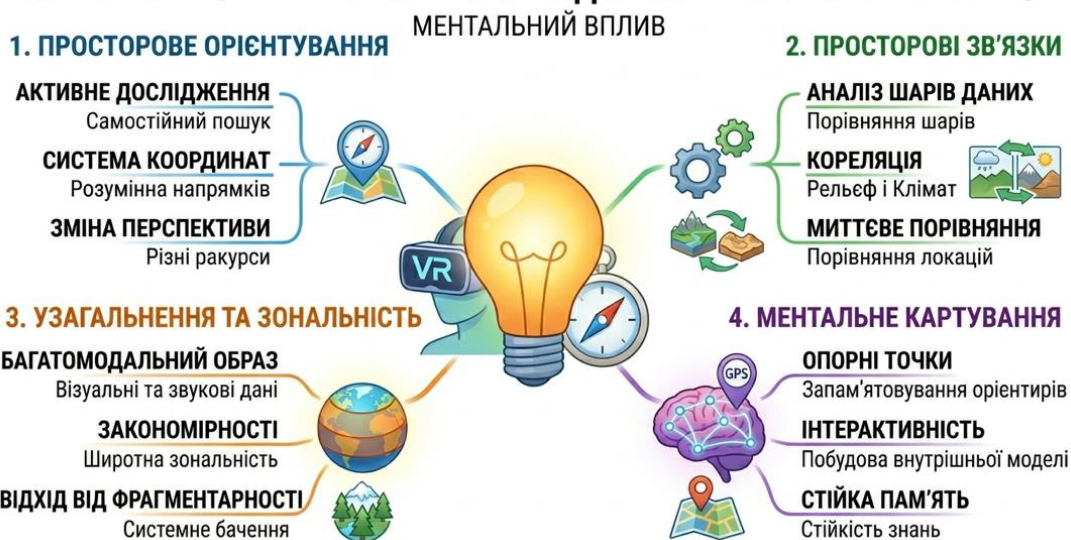 МЕНТАЛЬНИЙ ВПЛИВ
1. ПРОСТОРОВЕ ОРІЄНТУВАННЯ
АКТИВНЕ ДОСЛІДЖЕННЯ
Самостійний пошук
СИСТЕМА КООРДИНАТ
Розумінна напрямків
ЗМІНА ПЕРСПЕКТИВИ
Різні ракурси
2. ПРОСТОРОВІ ЗВ'ЯЗКИ
АНАЛІЗ ШАРІВ ДАНИХ
Порівняння шарів
КОРЕЛЯЦІЯ
Рельєф і Клімат
МИТТЄВЕ ПОРІВНЯННЯ
Порівняння локацій
VR
3. УЗАГАЛЬНЕННЯ ТА ЗОНАЛЬНІСТЬ
БАГАТОМОДАЛЬНИЙ ОБРАЗ
Візуальні та звукові дані
ЗАКОНОМІРНОСТІ
Широтна зональність
ВІДХІД ВІД ФРАГМЕНТАРНОСТІ
Системне бачення
4. МЕНТАЛЬНЕ КАРТУВАННЯ
GPS
ОПОРНІ ТОЧКИ
Запам'ятовування орієнтирів
ІНТЕРАКТИВНІСТЬ
Побудова внутрішньої моделі
СТІЙКА ПАМ'ЯТЬ
Стійкість знань